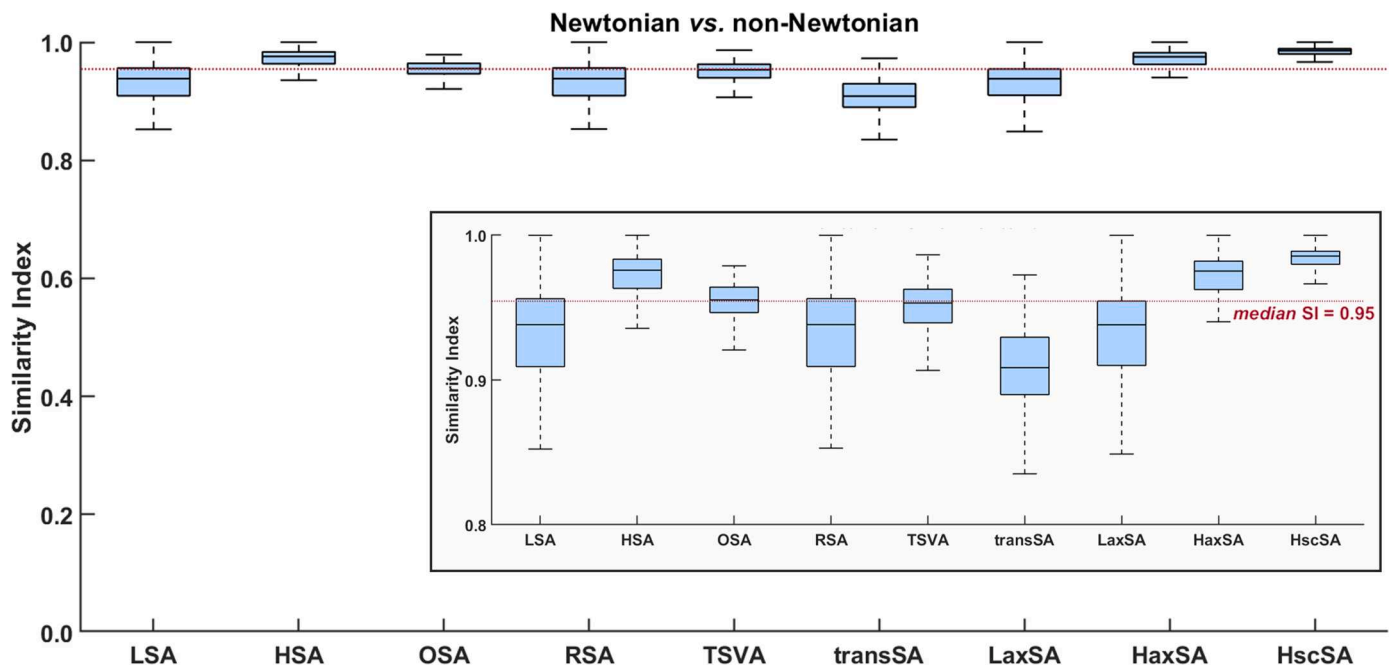 Newtonian vs. non-Newtonian
1.0
0.8
0.6
0.4
0.2
0.0
Similarity Index
LSA HSA OSA RSA TSVA transSA LaxSA HaxSA HscSA
1.0
0.9
0.8
Similarity Index
median SI = 0.95
LSA HSA OSA RSA TSVA transSA LaxSA HaxSA HscSA